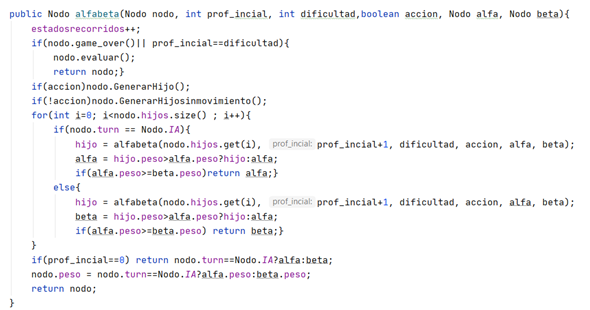 public Nodo alfabeta(Nodo nodo, int prof_incial, int dificultad,boolean accion, Nodo alfa, Nodo beta){
estadosrecorridos++;
if(nodo.game_over()|| prof_incial==dificultad){
nodo.evaluar();
return nodo;}
if(accion)nodo.GenerarHijo();
if(!accion)nodo.GenerarHijosinmovimiento();
for(int i=0; i<nodo.hijos.size() ; i++){
if(nodo.turn == Nodo.IA){
hijo = alfabeta(nodo.hijos.get(i), prof_incial: prof_incial+1, dificultad, accion, alfa, beta);
alfa = hijo.peso>alfa.peso?hijo:alfa;
if(alfa.peso>=beta.peso)return alfa;}
else{
hijo = alfabeta(nodo.hijos.get(i), prof_incial: prof_incial+1, dificultad, accion, alfa, beta);
beta = hijo.peso>alfa.peso?hijo:alfa;
if(alfa.peso>=beta.peso) return beta;}
}
if(prof_incial==0) return nodo.turn==Nodo.IA?alfa:beta;
nodo.peso = nodo.turn==Nodo.IA?alfa.peso:beta.peso;
return nodo;
}